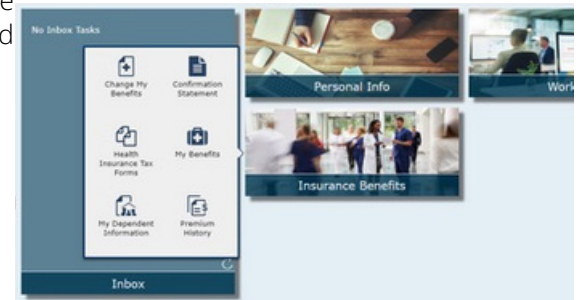 e
d
No Inbox Tasks
Change My
Benefits
Confirmation
Statement
Health
Insurance Tax
Forms
My Benefits
My Dependent
Information
Premium
History
Inbox
Personal Info
Work
Insurance Benefits